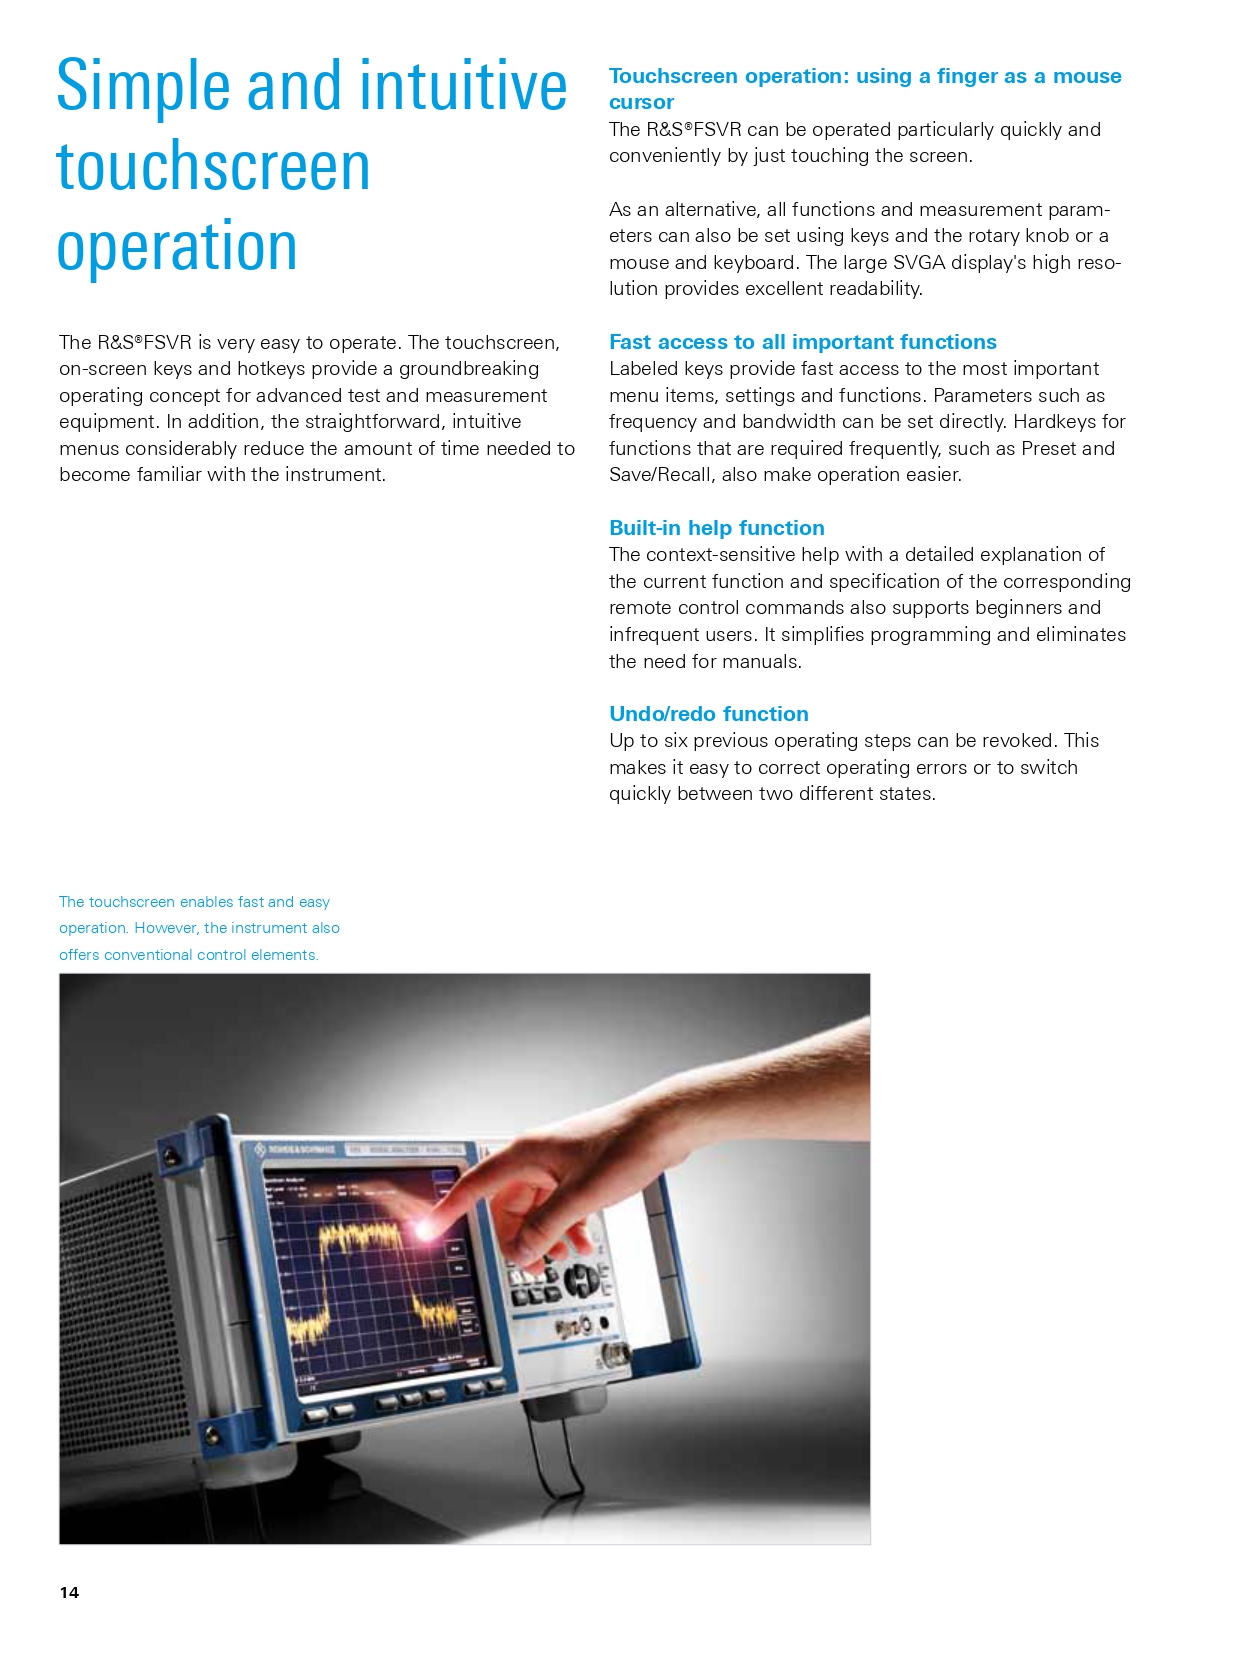 Simple and intuitive
touchscreen
operation
The R&S®FSVR is very easy to operate. The touchscreen,
on-screen keys and hotkeys provide a groundbreaking
operating concept for advanced test and measurement
equipment. In addition, the straightforward, intuitive
menus considerably reduce the amount of time needed to
become familiar with the instrument.
Touchscreen operation: using a finger as a mouse
cursor
The R&S®FSVR can be operated particularly quickly and
conveniently by just touching the screen.
As an alternative, all functions and measurement param-
eters can also be set using keys and the rotary knob or a
mouse and keyboard. The large SVGA display's high reso-
lution provides excellent readability.
Fast access to all important functions
Labeled keys provide fast access to the most important
menu items, settings and functions. Parameters such as
frequency and bandwidth can be set directly. Hardkeys for
functions that are required frequently, such as Preset and
Save/Recall, also make operation easier.
Built-in help function
The context-sensitive help with a detailed explanation of
the current function and specification of the corresponding
remote control commands also supports beginners and
infrequent users. It simplifies programming and eliminates
the need for manuals.
Undo/redo function
Up to six previous operating steps can be revoked. This
makes it easy to correct operating errors or to switch
quickly between two different states.
The touchscreen enables fast and easy
operation. However, the instrument also
offers conventional control elements.
ROHDE & SCHWARZ
Spectrum Analyzer
14